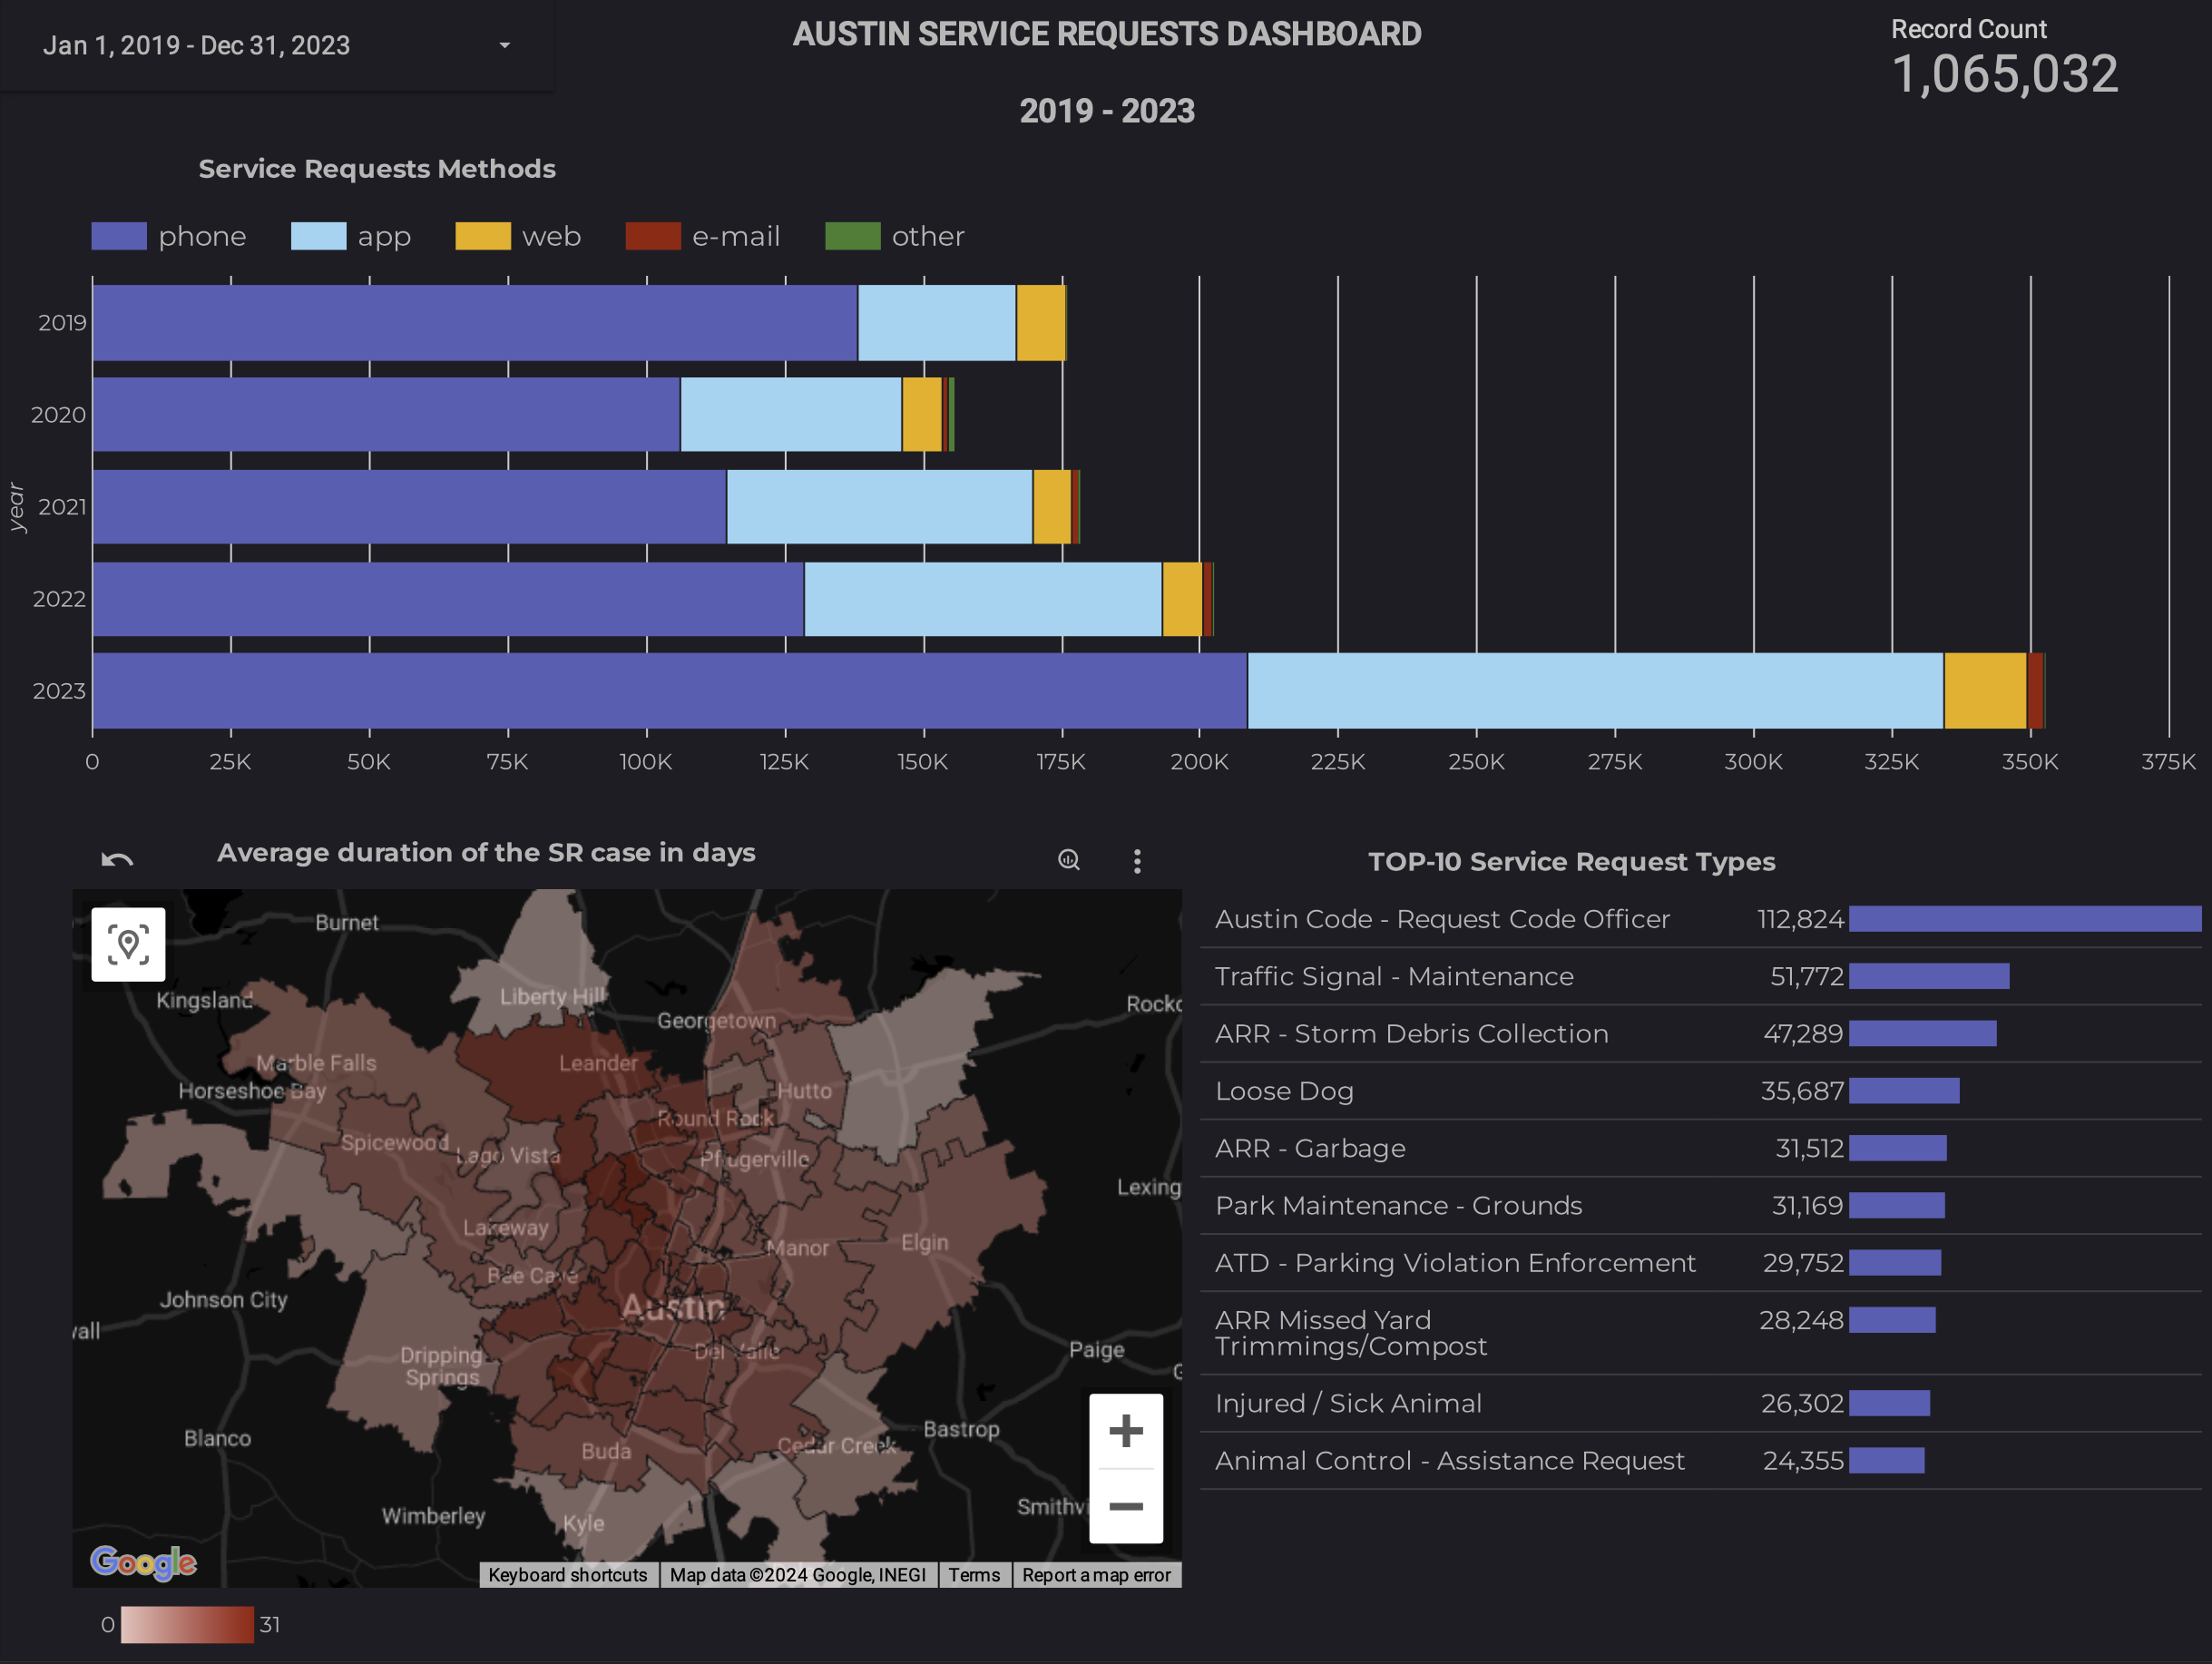 Jan 1, 2019 - Dec 31, 2023
AUSTIN SERVICE REQUESTS DASHBOARD
2019 - 2023
Record Count
1,065,032
Service Requests Methods
phone app web e-mail other
year
2019
2020
2021
2022
2023
0 25K 50K 75K 100K 125K 150K 175K 200K 225K 250K 275K 300K 325K 350K 375K
Average duration of the SR case in days
Burnet
Kingsland
Liberty Hill
Georgetown
Marble Falls
Leander
Horseshoe Bay
Hutto
Round Rock
Spicewood
Lago Vista
Pflugerville
Lakeway
Manor
Elgin
Bee Cave
Johnson City
Austin
Del Valle
Paige
Dripping
Springs
Blanco
Buda
Cedar Creek
Bastrop
Wimberley
Kyle
Google
Keyboard shortcuts
Map data ©2024 Google, INEGI
Terms
Report a map error
0 31
TOP-10 Service Request Types
Austin Code - Request Code Officer 112,824
Traffic Signal - Maintenance 51,772
ARR - Storm Debris Collection 47,289
Loose Dog 35,687
ARR - Garbage 31,512
Park Maintenance - Grounds 31,169
ATD - Parking Violation Enforcement 29,752
ARR Missed Yard 28,248
Trimmings/Compost
Injured / Sick Animal 26,302
Animal Control - Assistance Request 24,355